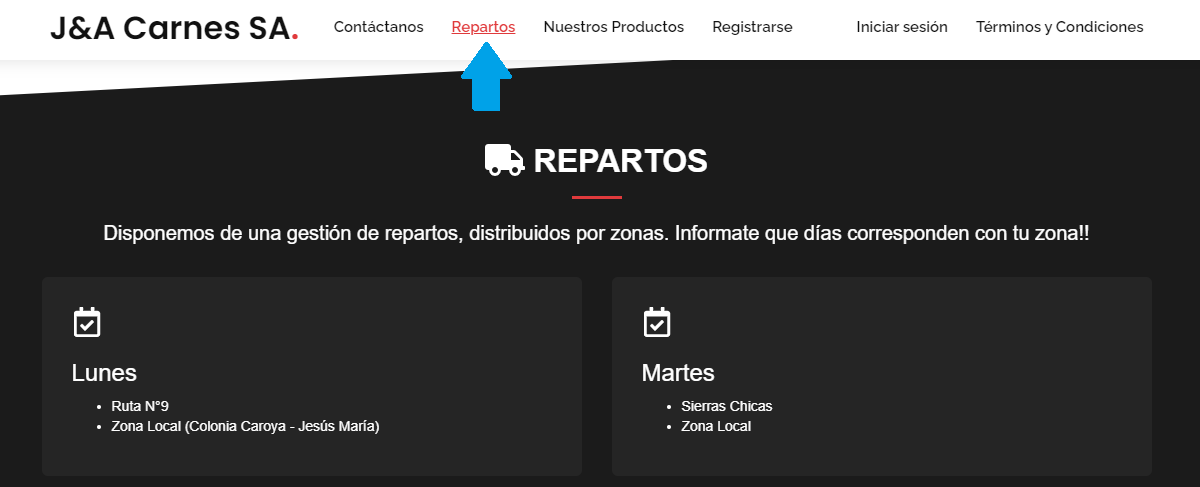 J&A Carnes SA. Contáctanos Repartos Nuestros Productos Registrarse Iniciar sesión Términos y Condiciones
REPARTOS
Disponemos de una gestión de repartos, distribuidos por zonas. Informate que días corresponden con tu zona!!
Lunes
• Ruta N°9
• Zona Local (Colonia Caroya - Jesús María)
Martes
• Sierras Chicas
• Zona Local